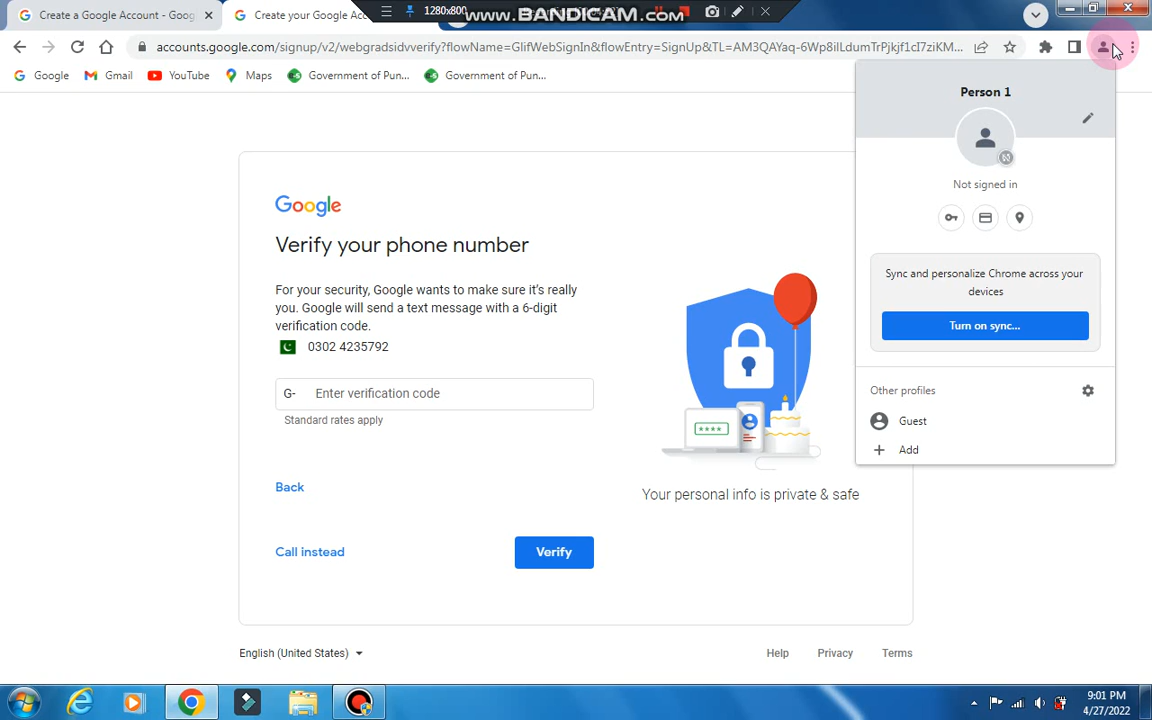 Create a Google Account - Goog
Create your Google Acc
1280x800
www.BANDICAM.com
accounts.google.com/signup/v2/webgradsidvverify?flowName=GlifWebSignIn&flowEntry=SignUp&TL=AM3QAYaq-6Wp8iILdumTrPjkjf1cI7ziKM...
Google
Gmail
YouTube
Maps
Government of Pun...
Government of Pun...
Person 1
Not signed in
Sync and personalize Chrome across your
devices
Turn on sync...
Other profiles
Guest
Add
Google
Verify your phone number
For your security, Google wants to make sure it's really
you. Google will send a text message with a 6-digit
verification code.
0302 4235792
G-
Enter verification code
Standard rates apply
Back
Call instead
Verify
****
Your personal info is private & safe
English (United States)
Help
Privacy
Terms
9:01 PM
4/27/2022